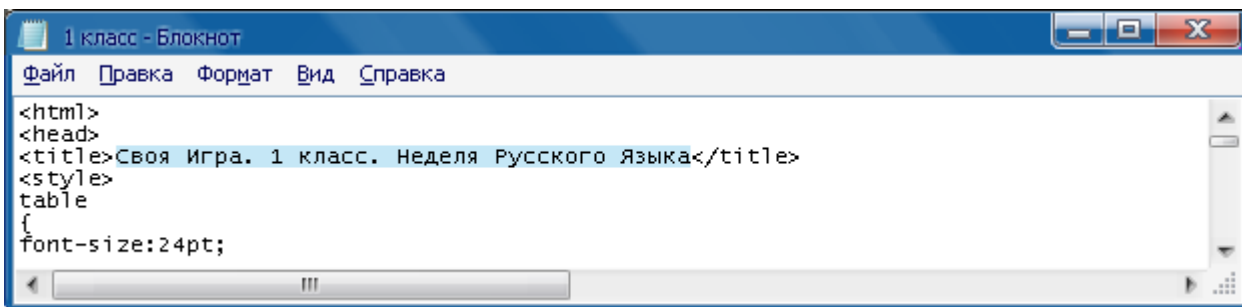 1 класс - Блокнот
Файл Правка Формат Вид Справка
<html>
<head>
<title>Своя Игра. 1 класс. Неделя Русского Языка</title>
<style>
table
{
font-size:24pt;